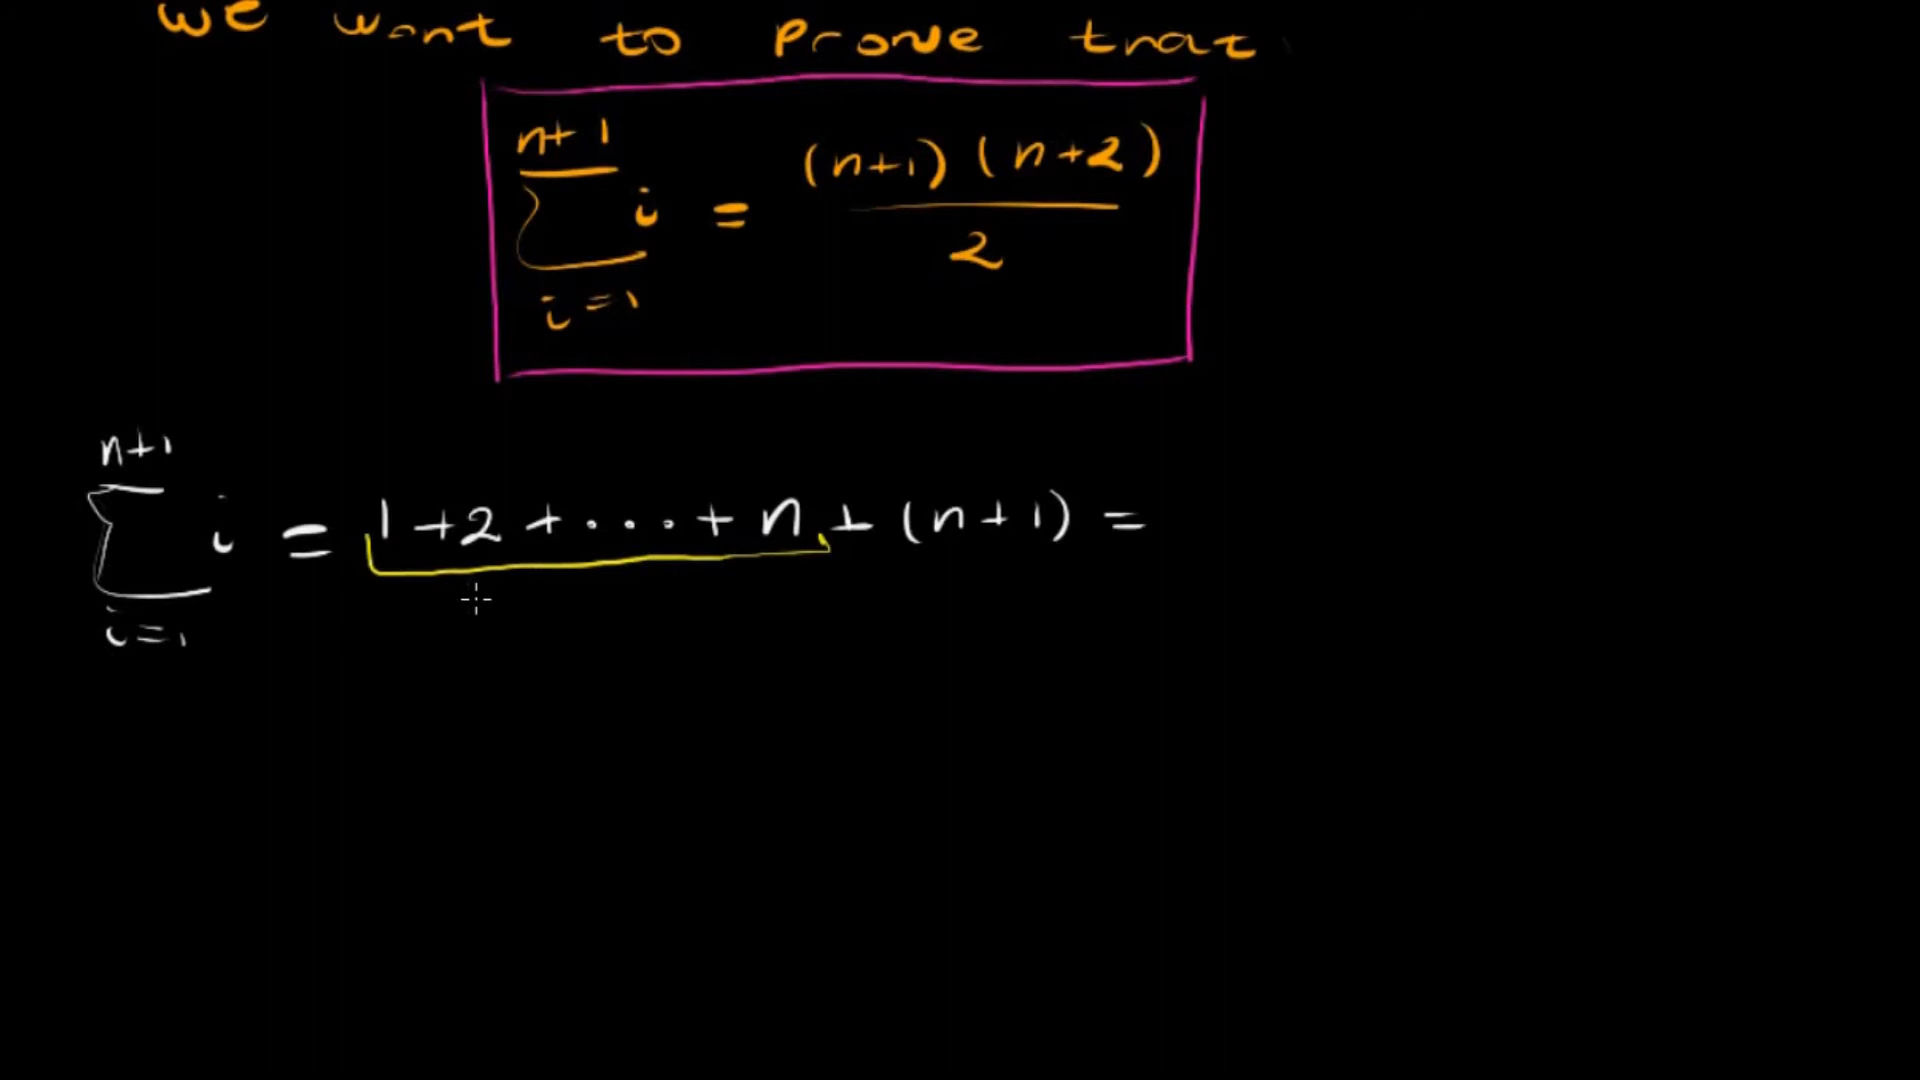 we want to prove that
n+1
∑ i = (n+1)(n+2)
2
i=1
n+1
∑ i = 1+2+...+n+(n+1)=
i=1